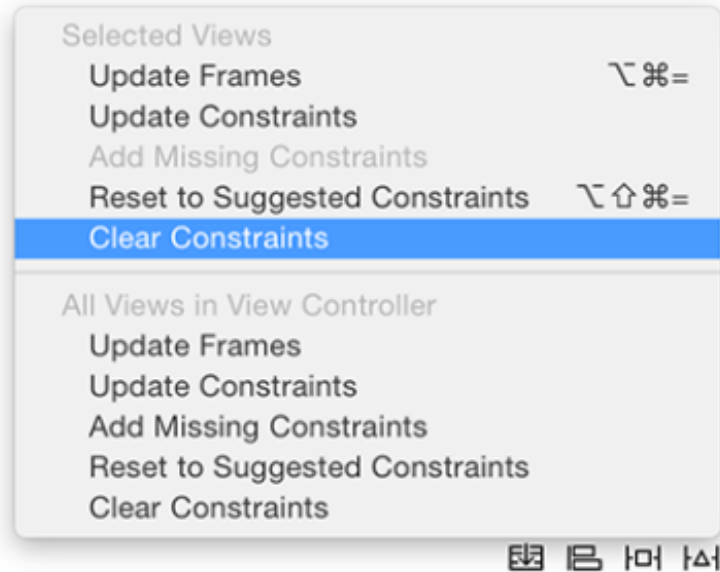 Selected Views
Update Frames ⌥⌘=
Update Constraints
Add Missing Constraints
Reset to Suggested Constraints ⌥⇧⌘=
Clear Constraints
All Views in View Controller
Update Frames
Update Constraints
Add Missing Constraints
Reset to Suggested Constraints
Clear Constraints